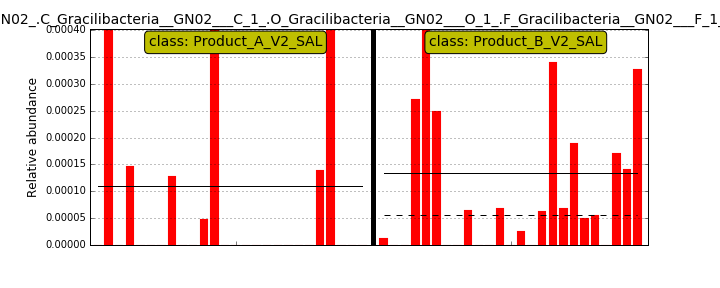 N02_.C_Gracilibacteria__GN02___C_1_.O_Gracilibacteria__GN02___O_1_.F_Gracilibacteria__GN02___F_1_
class: Product_A_V2_SAL
class: Product_B_V2_SAL
Relative abundance
0.00040
0.00035
0.00030
0.00025
0.00020
0.00015
0.00010
0.00005
0.00000